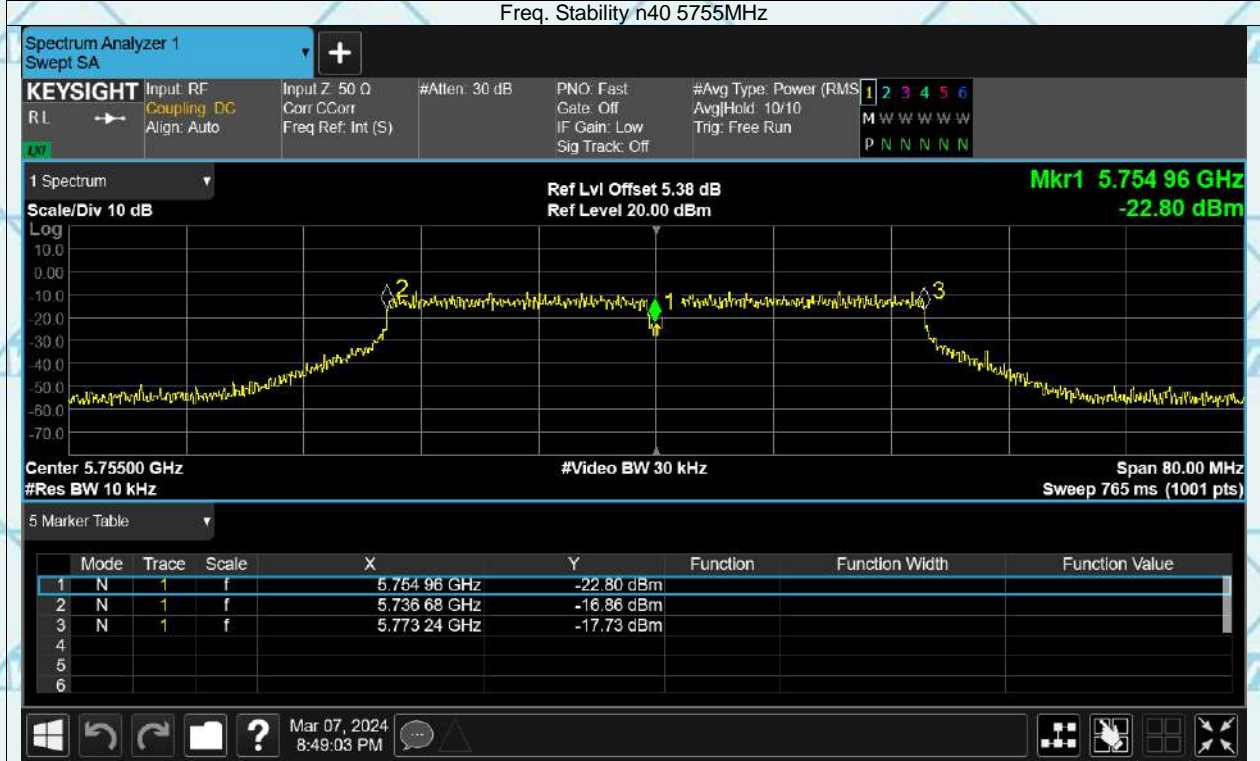 Freq. Stability n40 5755MHz
Spectrum Analyzer 1
Swept SA
KEYSIGHT
R L
LXI
Input: RF
Coupling: DC
Align: Auto
Input Z: 50 Ω
Corr CCorr
Freq Ref: Int (S)
#Atten: 30 dB
PNO: Fast
Gate: Off
IF Gain: Low
Sig Track: Off
#Avg Type: Power (RMS
Avg|Hold: 10/10
Trig: Free Run
1 2 3 4 5 6
M W W W W W
P N N N N N
1 Spectrum
Scale/Div 10 dB
Ref Lvl Offset 5.38 dB
Ref Level 20.00 dBm
Mkr1 5.754 96 GHz
-22.80 dBm
Log
10.0
0.00
-10.0
-20.0
-30.0
-40.0
-50.0
-60.0
-70.0
2
1
3
Center 5.75500 GHz
#Video BW 30 kHz
Span 80.00 MHz
#Res BW 10 kHz
Sweep 765 ms (1001 pts)
5 Marker Table
Mode Trace Scale X Y Function Function Width Function Value
1 N 1 f 5.754 96 GHz -22.80 dBm
2 N 1 f 5.736 68 GHz -16.86 dBm
3 N 1 f 5.773 24 GHz -17.73 dBm
4
5
6
?
Mar 07, 2024
8:49:03 PM